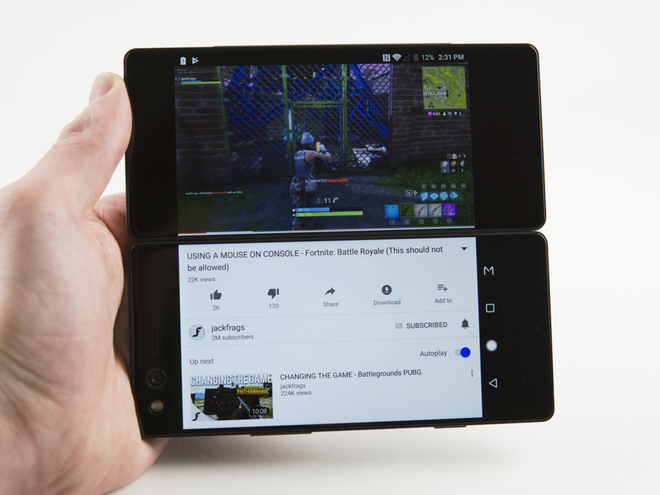 12% 2:31 PM
USING A MOUSE ON CONSOLE - Fortnite: Battle Royale (This should not
be allowed)
22K views
2K
120
Share
Download
Add to
jackfrags
2M subscribers
SUBSCRIBED
Up next
Autoplay
CHANGING THE GAME
BATTLEGROUNDS
10:08
CHANGING THE GAME - Battlegrounds PUBG
jackfrags
224K views